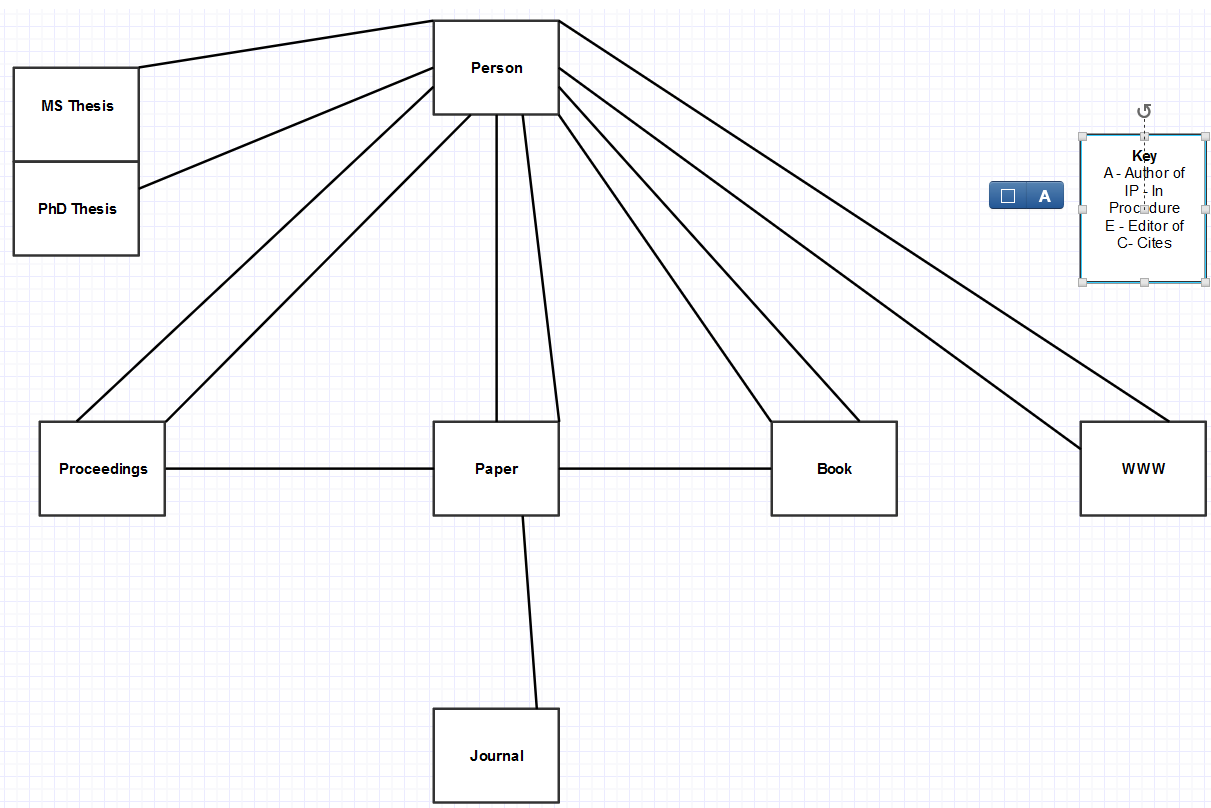 Person
MS Thesis
PhD Thesis
Key
A - Author of
IP - In
Procedure
E - Editor of
C- Cites
A
Proceedings
Paper
Book
WWW
Journal